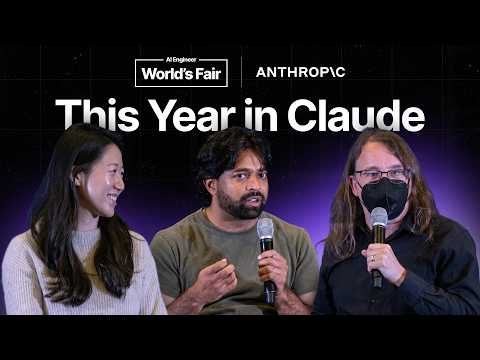 AI Engineer
World's Fair
ANTHROP\C
This Year in Claude